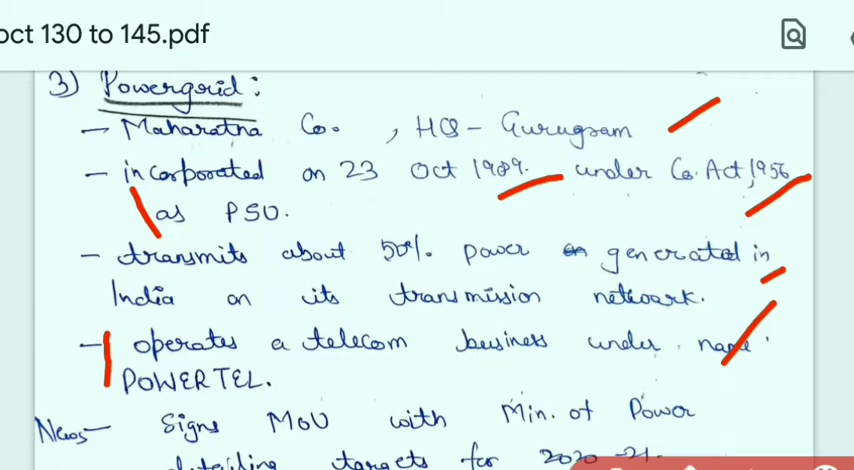 oct 130 to 145.pdf
3) Powergrid:
– Maharatna Co. , HQ – Gurugram
– incorporated on 23 Oct 1989. under Co. Act, 1956
as PSU.
– transmits about 50% power generated in
India on its transmission network.
– operates a telecom business under name
POWERTEL.
News – Signs MoU with Min. of Power
detailing targets for 2020-21.